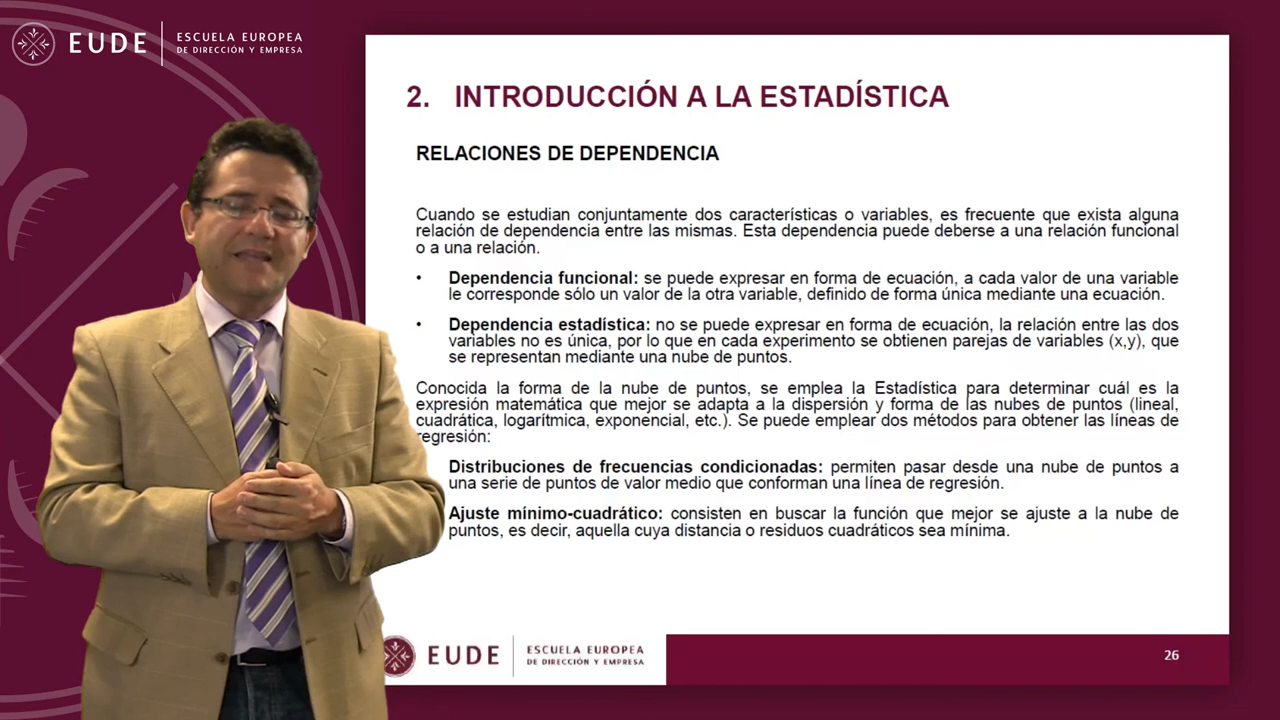 EUDE
ESCUELA EUROPEA
DE DIRECCIÓN Y EMPRESA
2. INTRODUCCIÓN A LA ESTADÍSTICA
RELACIONES DE DEPENDENCIA
Cuando se estudian conjuntamente dos características o variables, es frecuente que exista alguna
relación de dependencia entre las mismas. Esta dependencia puede deberse a una relación funcional
o a una relación.
• Dependencia funcional: se puede expresar en forma de ecuación, a cada valor de una variable
le corresponde sólo un valor de la otra variable, definido de forma única mediante una ecuación.
• Dependencia estadística: no se puede expresar en forma de ecuación, la relación entre las dos
variables no es única, por lo que en cada experimento se obtienen parejas de variables (x,y), que
se representan mediante una nube de puntos.
Conocida la forma de la nube de puntos, se emplea la Estadística para determinar cuál es la
expresión matemática que mejor se adapta a la dispersión y forma de las nubes de puntos (lineal,
cuadrática, logarítmica, exponencial, etc.). Se puede emplear dos métodos para obtener las líneas de
regresión:
Distribuciones de frecuencias condicionadas: permiten pasar desde una nube de puntos a
una serie de puntos de valor medio que conforman una línea de regresión.
Ajuste mínimo-cuadrático: consisten en buscar la función que mejor se ajuste a la nube de
puntos, es decir, aquella cuya distancia o residuos cuadráticos sea mínima.
EUDE
ESCUELA EUROPEA
DE DIRECCIÓN Y EMPRESA
26